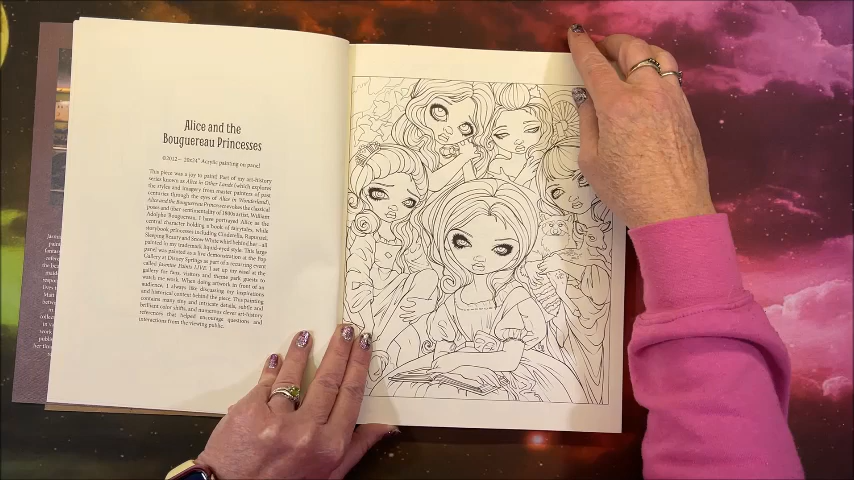 Alice and the
Bouguereau Princesses
©2012— 20x24" Acrylic painting on panel
This piece was a joy to paint! Part of my art-history
series known as Alice in Other Lands (which explores
the styles and imagery from master painters of past
centuries through the eyes of Alice in Wonderland),
Alice and the Bouguereau Princesses evokes the classical
poses and fiber sentimentality of 1800s artist, William
Adolphe Bouguereau. I have portrayed Alice as the
central character holding a book of fairytales, while
storybook princesses including Cinderella, Rapunzel,
Sleeping Beauty and Snow White whirl behind her - all
painted in my trademark liquid-eyed style. This large
panel was painted as a live demonstration at the Pop
Gallery at Disney Springs as part of a recurring event
called Jasmine Paints LIVE. I set up my easel at the
gallery for fans, visitors and theme park guests to
watch me work. When doing artwork in front of an
audience, I always like discussing my inspirations
and historical content behind the piece. This painting
contains many tiny and intricate details, subtle and
brilliant color shifts, and numerous clever art-history
references that helped encourage questions and
interactions from the viewing public.